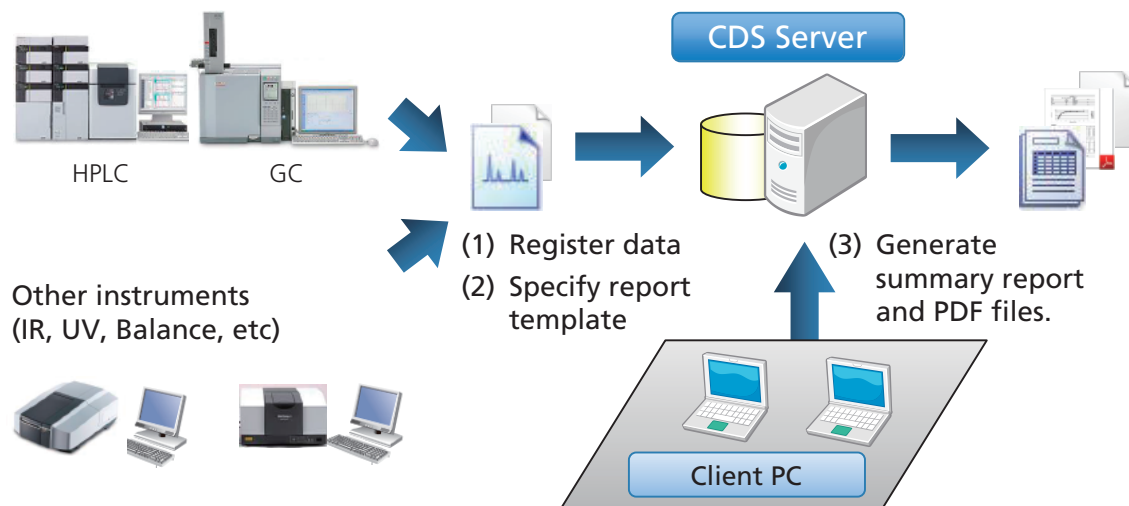 CDS Server
HPLC
GC
(1) Register data
(2) Specify report
template
(3) Generate
summary report
and PDF files.
Other instruments
(IR, UV, Balance, etc)
Client PC